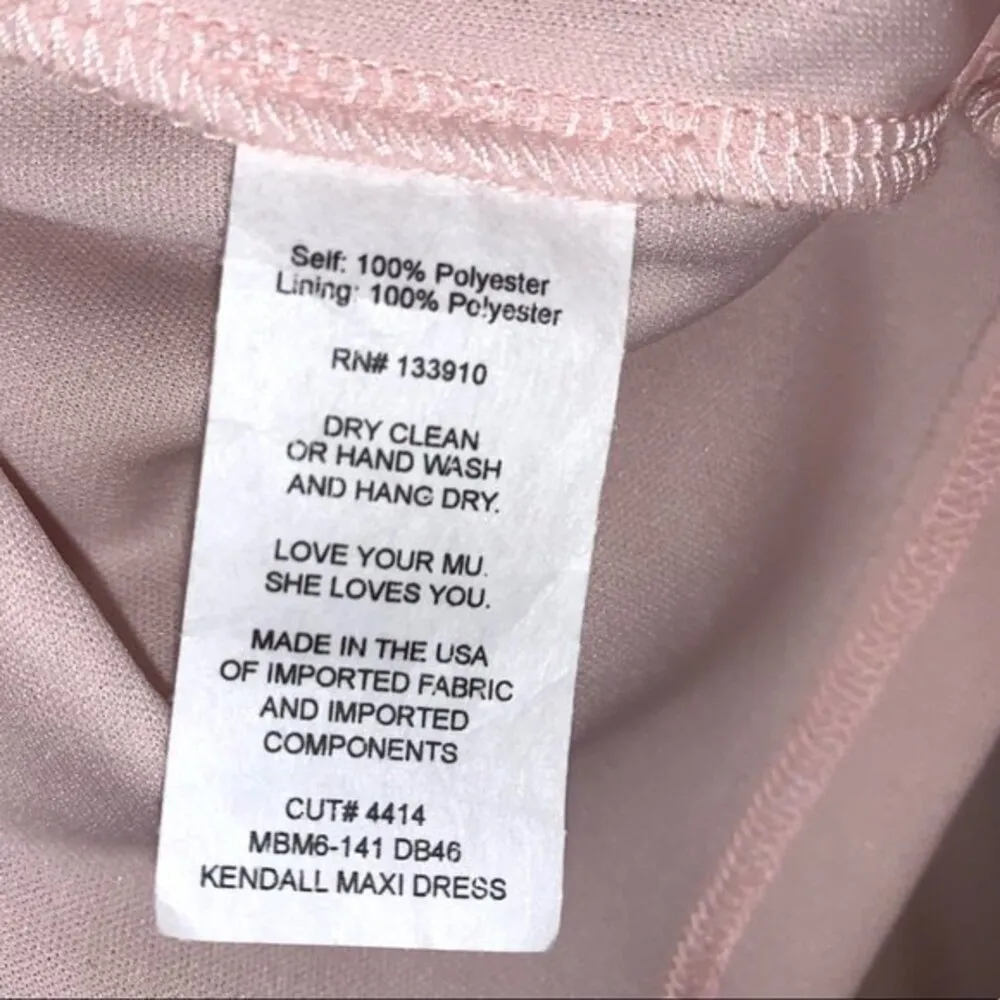 Self: 100% Polyester
Lining: 100% Polyester
RN# 133910
DRY CLEAN
OR HAND WASH
AND HANG DRY.
LOVE YOUR MU.
SHE LOVES YOU.
MADE IN THE USA
OF IMPORTED FABRIC
AND IMPORTED
COMPONENTS
CUT# 4414
MBM6-141 DB46
KENDALL MAXI DRESS